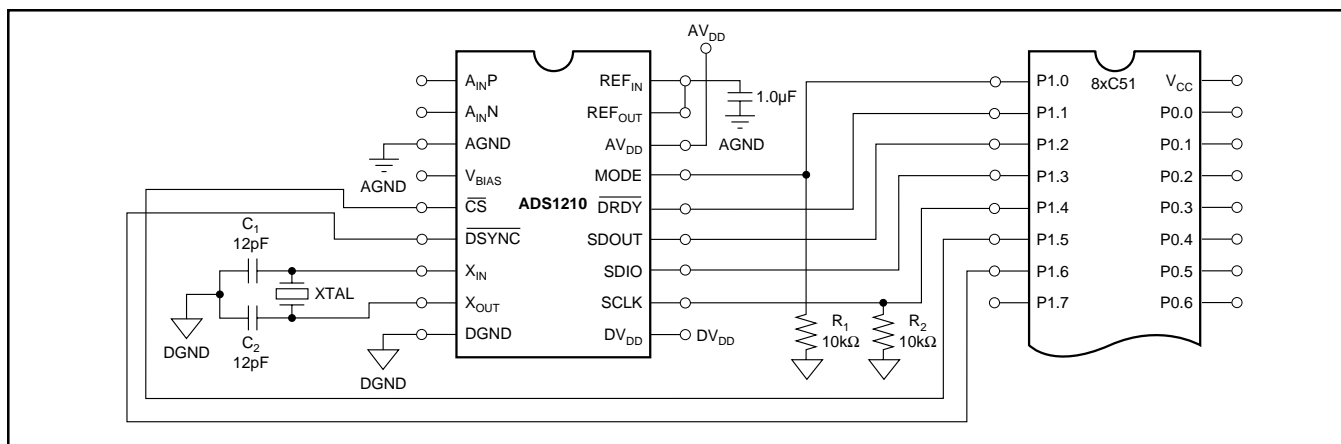 AVDD
AINP
AINN
AGND
VBIAS
CS
DSYNC
XIN
XOUT
DGND
ADS1210
REFIN
REFOUT
AVDD
MODE
DRDY
SDOUT
SDIO
SCLK
DVDD
DVDD
1.0µF
AGND
AGND
C1
12pF
XTAL
C2
12pF
DGND
DGND
R1
10kΩ
R2
10kΩ
8xC51
P1.0
P1.1
P1.2
P1.3
P1.4
P1.5
P1.6
P1.7
VCC
P0.0
P0.1
P0.2
P0.3
P0.4
P0.5
P0.6